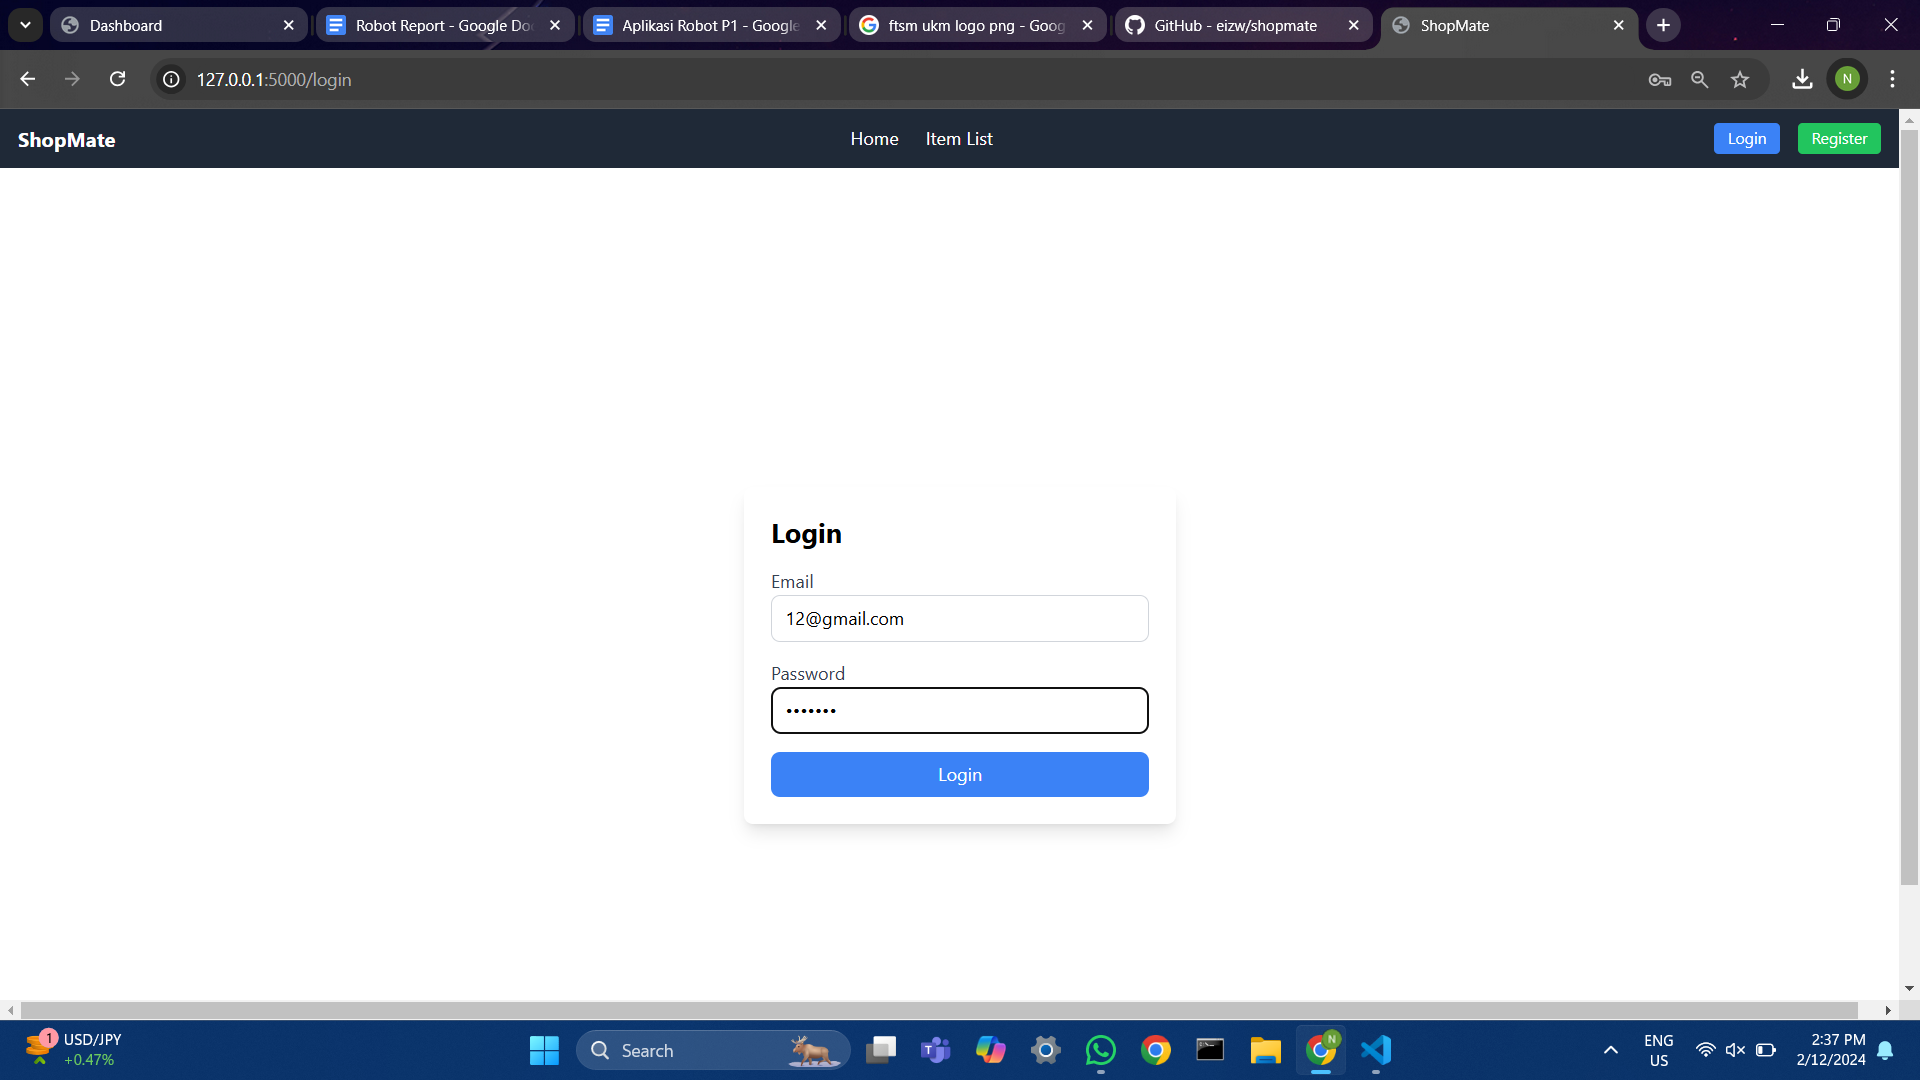 Dashboard
Robot Report - Google Do
Aplikasi Robot P1 - Google
ftsm ukm logo png - Goog
GitHub - eizw/shopmate
ShopMate
127.0.0.1:5000/login
N
ShopMate
Home
Item List
Login
Register
Login
Email
12@gmail.com
Password
•••••••
Login
1
USD/JPY
+0.47%
Search
T
N
ENG
US
2:37 PM
2/12/2024